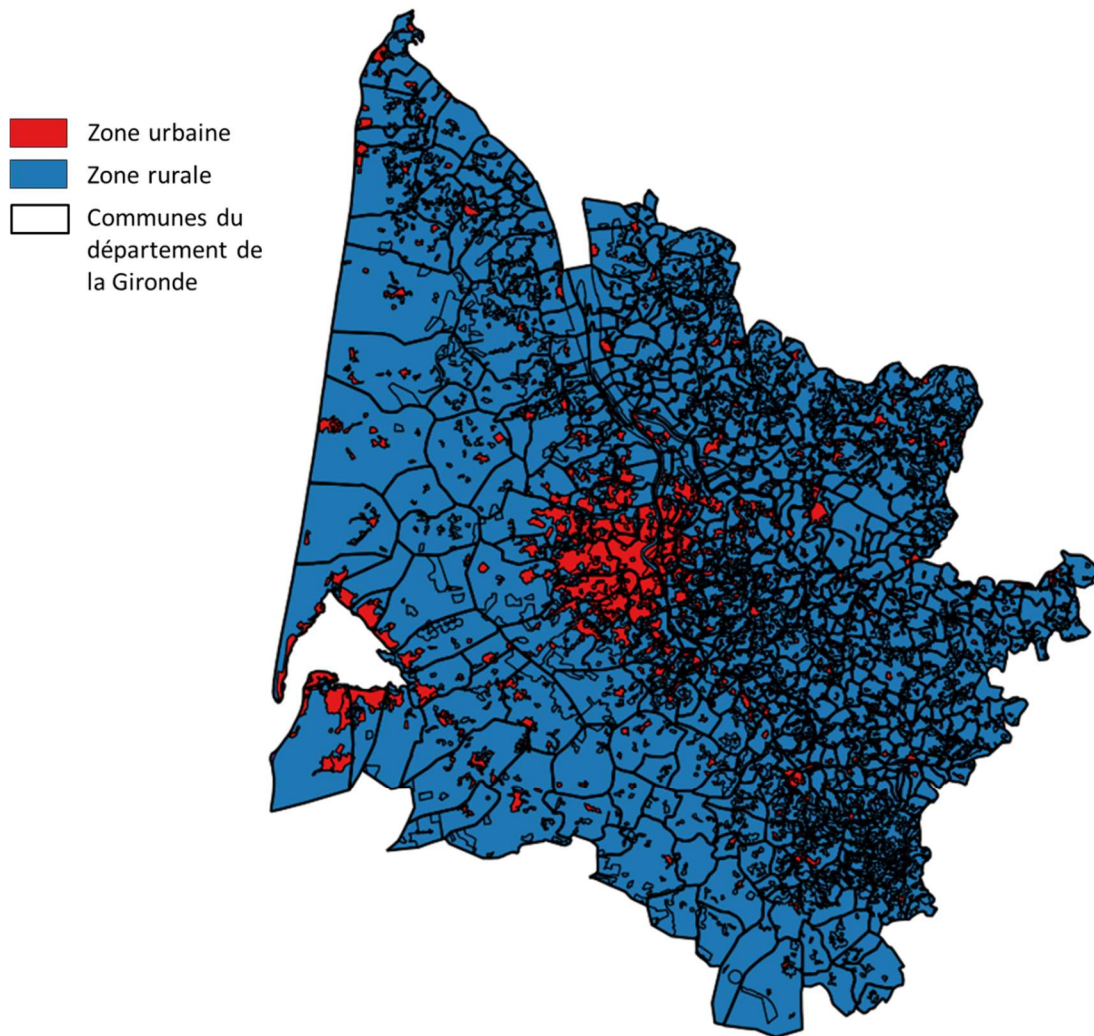 Zone urbaine
Zone rurale
Communes du
département de
la Gironde